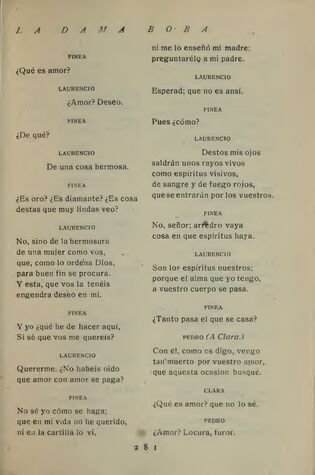 LA DAMA BOBA
FINEA
¿Qué es amor?
LAURENCIO
¿Amor? Deseo.
FINEA
¿De qué?
LAURENCIO
De una cosa hermosa.
FINEA
¿Es oro? ¿Es diamante? ¿Es cosa
destas que muy lindas veo?
LAURENCIO
No, sino de la hermosura
de una mujer como vos,
que, como lo ordena Dios,
para buen fin se procura.
Y esta, que vos la tenéis
engendra deseo en mí.
FINEA
Y yo ¿qué he de hacer aquí,
Si sé que vos me quereis?
LAURENCIO
Quererme. ¿No habeis oído
que amor con amor se paga?
FINEA
No sé yo cómo se haga;
que en mi vida no he querido,
ni en la cartilla lo ví,
ni me lo enseñó mi madre;
preguntarélo a mi padre.
LAURENCIO
Esperad; que no es ansí.
FINEA
Pues ¿cómo?
LAURENCIO
Destos mis ojos
saldrán unos rayos vivos
como espíritus visivos,
de sangre y de fuego rojos,
que se entrarán por los vuestros.
FINEA
No, señor; arredro vaya
cosa en que espíritus haya.
LAURENCIO
Son los espíritus nuestros;
porque el alma que yo tengo,
a vuestro cuerpo se pasa.
FINEA
¿Tanto pasa el que se casa?
PEDRO (A Clara.)
Con él, como os digo, vengo
tan muerto por vuestro amor,
que aquesta ocasion busqué.
CLARA
¿Qué es amor? que no lo sé.
PEDRO
¿Amor? Locura, furor.
281